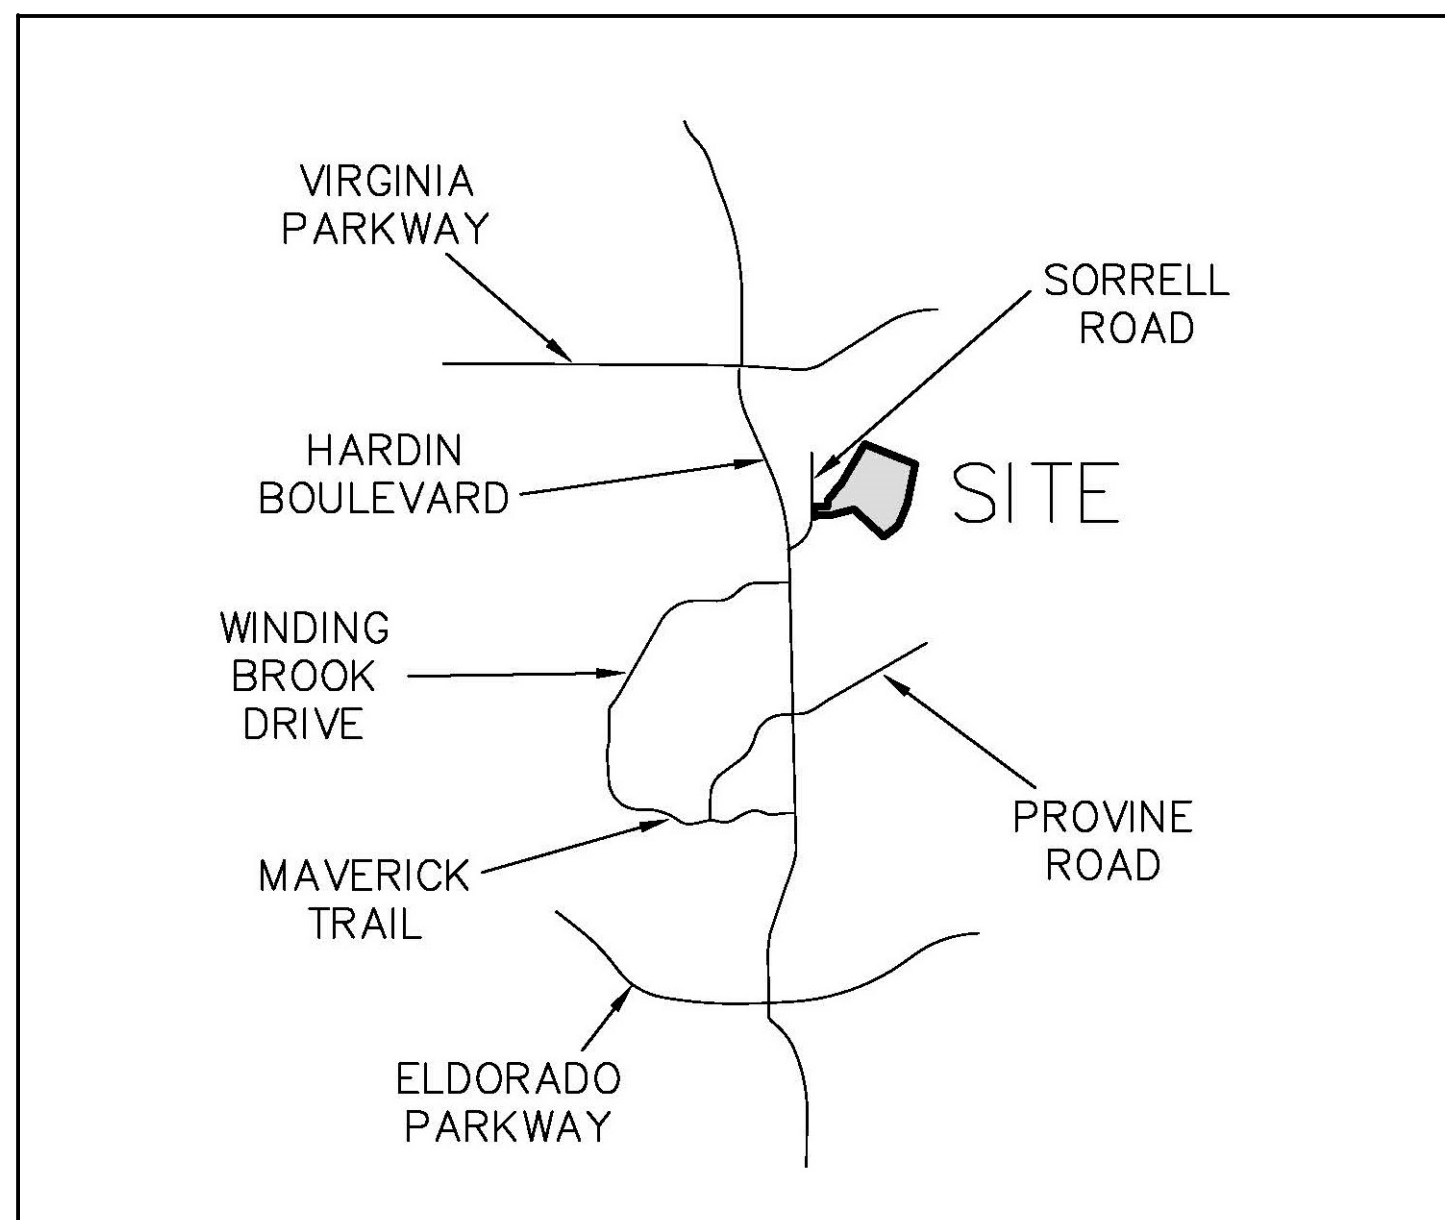 VIRGINIA
PARKWAY
SORRELL
ROAD
HARDIN
BOULEVARD
SITE
WINDING
BROOK
DRIVE
PROVINE
ROAD
MAVERICK
TRAIL
ELDORADO
PARKWAY